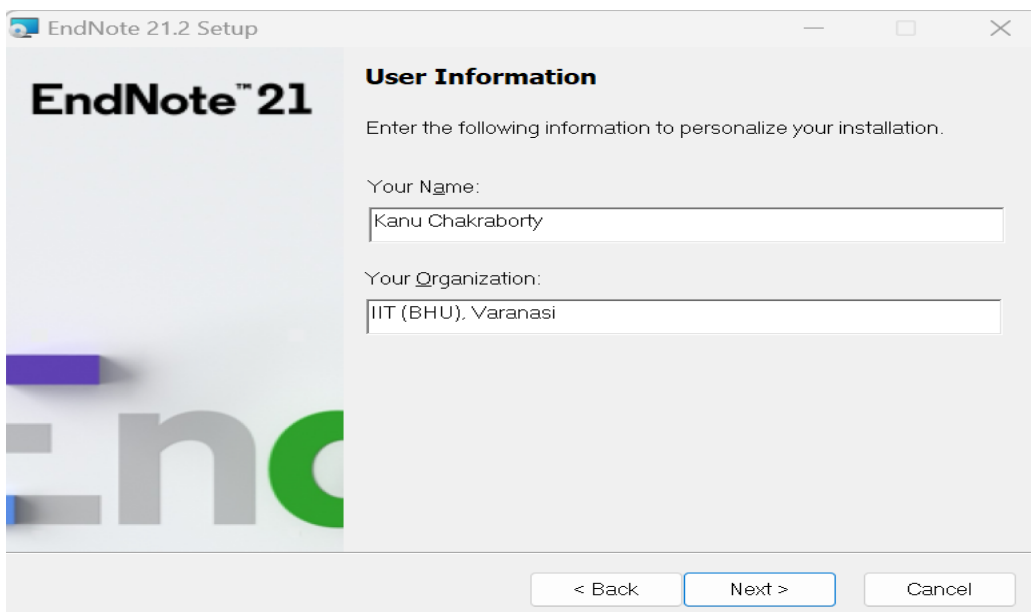 EndNote 21.2 Setup
EndNote™21
User Information
Enter the following information to personalize your installation.
Your Name:
Kanu Chakraborty
Your Organization:
IIT (BHU), Varanasi
Enc
< Back
Next >
Cancel